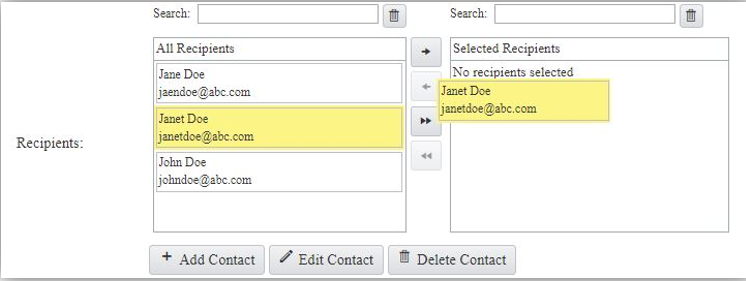 Search:
Search:
All Recipients
Selected Recipients
Jane Doe
jaendoe@abc.com
No recipients selected
Janet Doe
janetdoe@abc.com
Janet Doe
janetdoe@abc.com
John Doe
johndoe@abc.com
Recipients:
Add Contact
Edit Contact
Delete Contact